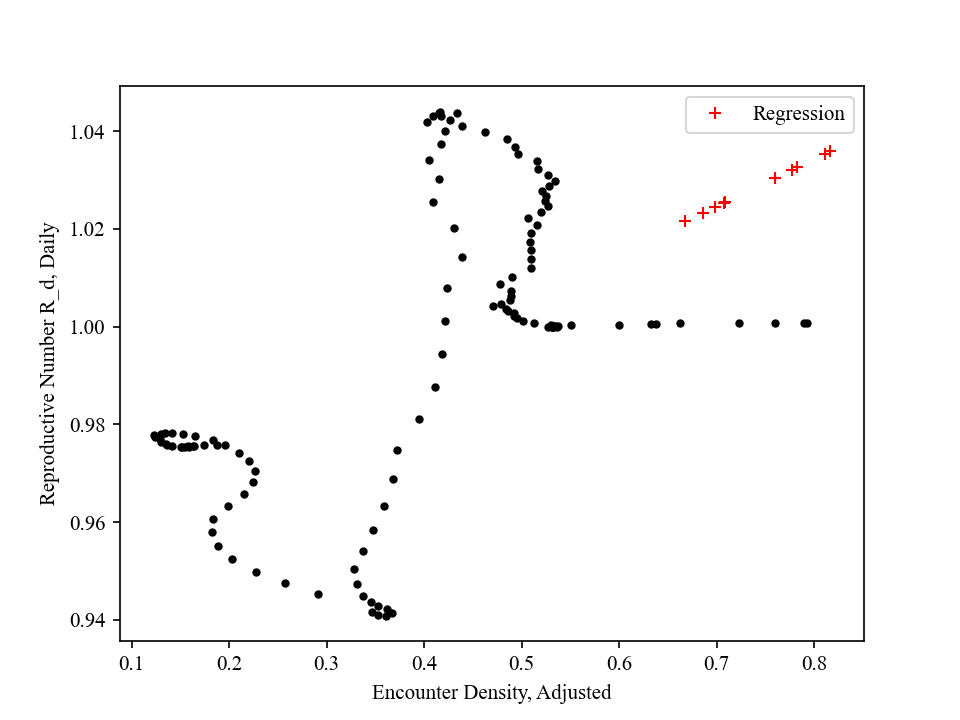 Regression
1.04
1.02
1.00
0.98
0.96
0.94
Reproductive Number R_d, Daily
0.1 0.2 0.3 0.4 0.5 0.6 0.7 0.8
Encounter Density, Adjusted